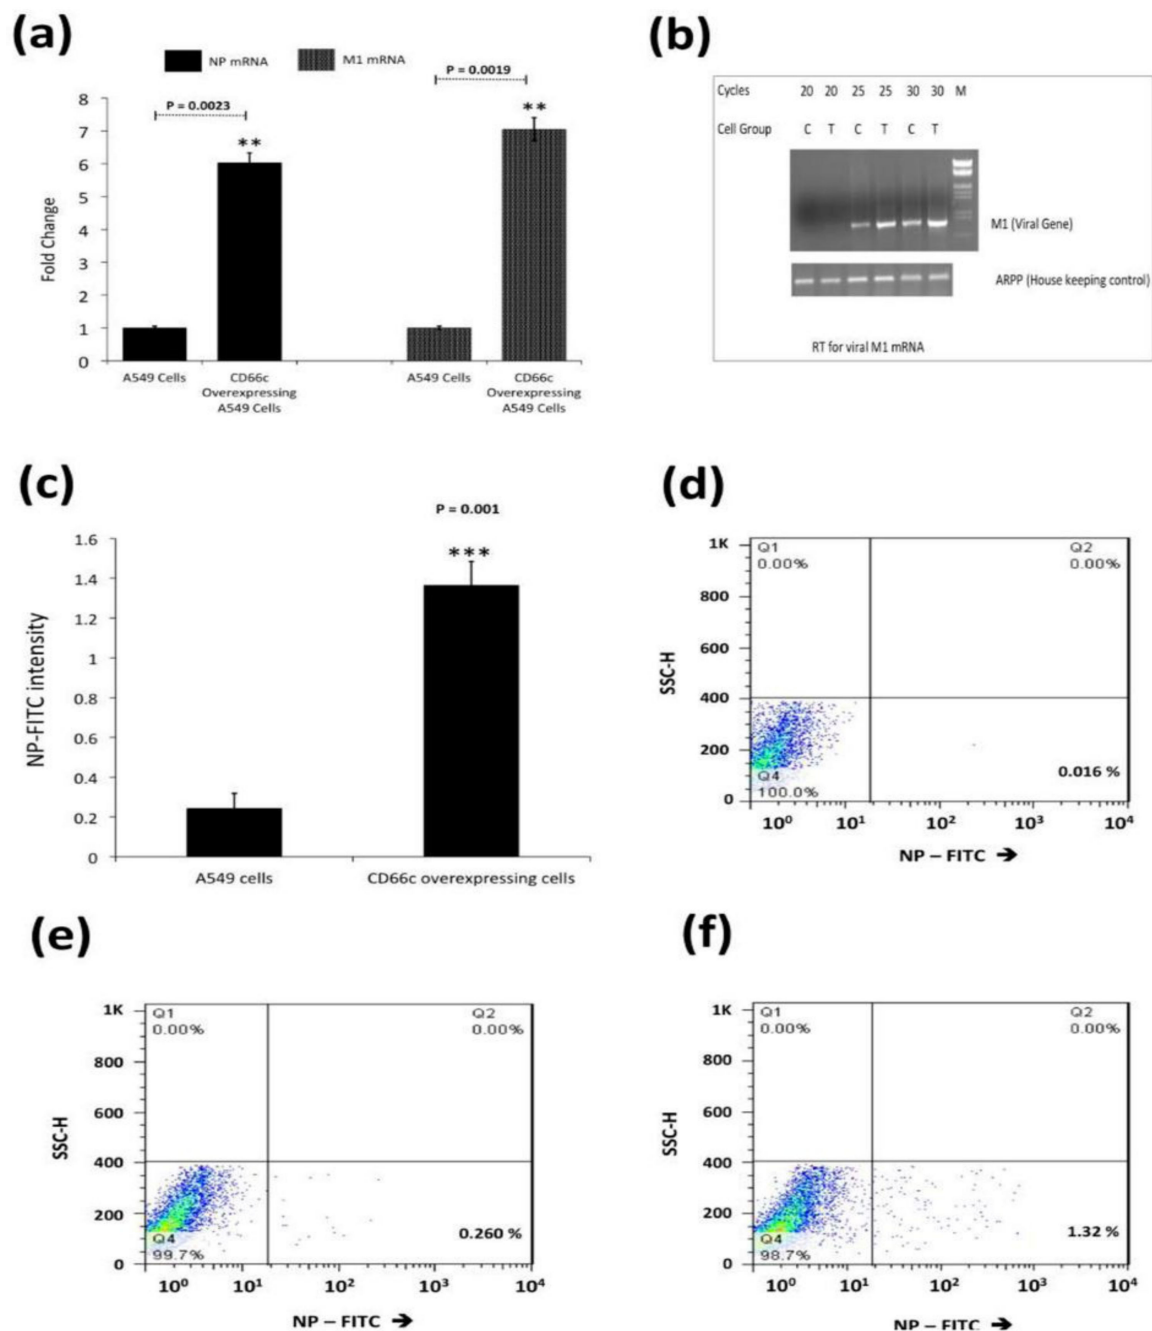 (a)
NP mRNA
M1 mRNA
P = 0.0023
P = 0.0019
**
**
Fold Change
8
7
6
5
4
3
2
1
0
A549 Cells
CD66c
Overexpressing
A549 Cells
A549 Cells
CD66c
Overexpressing
A549 Cells
(b)
Cycles 20 20 25 25 30 30 M
Cell Group C T C T C T
M1 (Viral Gene)
ARPP (House keeping control)
RT for viral M1 mRNA
(c)
P = 0.001
***
NP-FITC intensity
1.6
1.4
1.2
1
0.8
0.6
0.4
0.2
0
A549 cells
CD66c overexpressing cells
(d)
Q1
0.00%
Q2
0.00%
Q4
100.0%
0.016 %
SSC-H
1K
800
600
400
200
0
10⁰ 10¹ 10² 10³ 10⁴
NP – FITC ➔
(e)
Q1
0.00%
Q2
0.00%
Q4
99.7%
0.260 %
SSC-H
1K
800
600
400
200
0
10⁰ 10¹ 10² 10³ 10⁴
NP – FITC ➔
(f)
Q1
0.00%
Q2
0.00%
Q4
98.7%
1.32 %
SSC-H
1K
800
600
400
200
0
10⁰ 10¹ 10² 10³ 10⁴
NP – FITC ➔